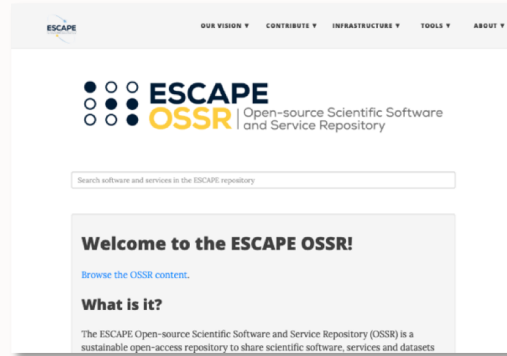 ESCAPE
OUR VISION ▼ CONTRIBUTE ▼ INFRASTRUCTURE ▼ TOOLS ▼ ABOUT ▼
ESCAPE
OSSR | Open-source Scientific Software
and Service Repository
Search software and services in the ESCAPE repository
Welcome to the ESCAPE OSSR!
Browse the OSSR content.
What is it?
The ESCAPE Open-source Scientific Software and Service Repository (OSSR) is a
sustainable open-access repository to share scientific software, services and datasets